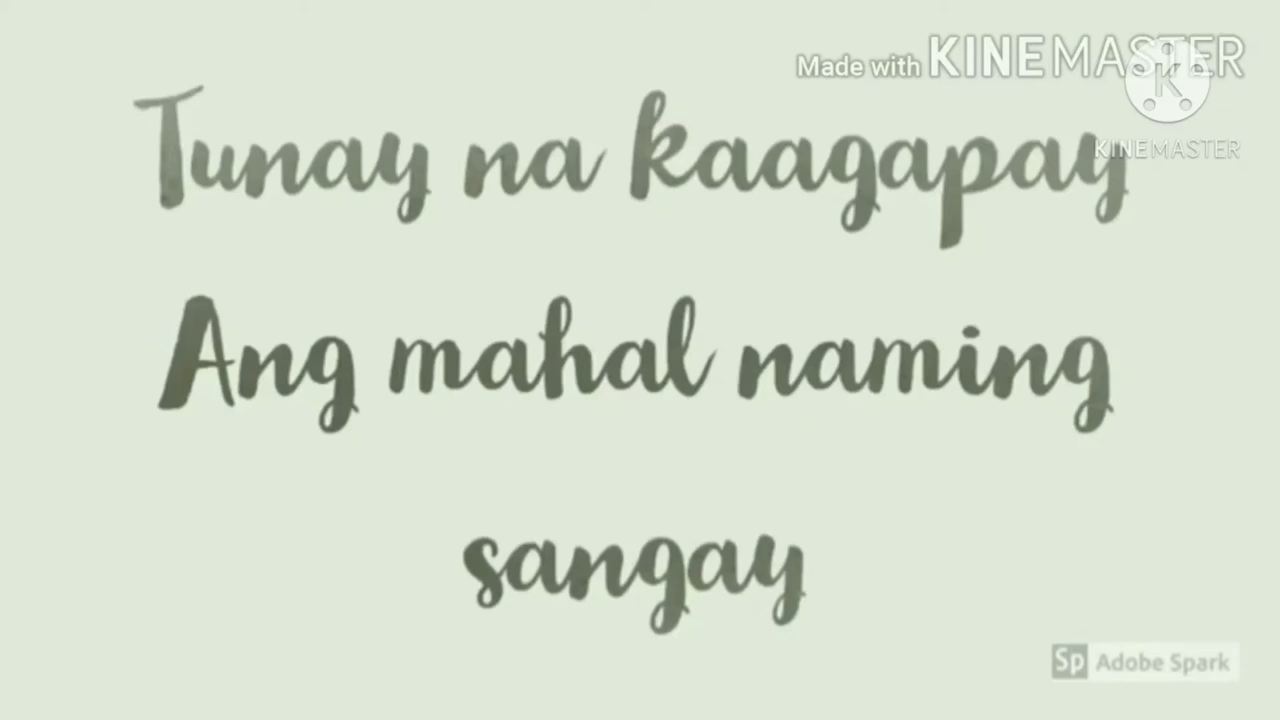 Made with KINEMASTER
K
KINEMASTER
Tunay na kaagapay
Ang mahal naming
sangay
Sp Adobe Spark